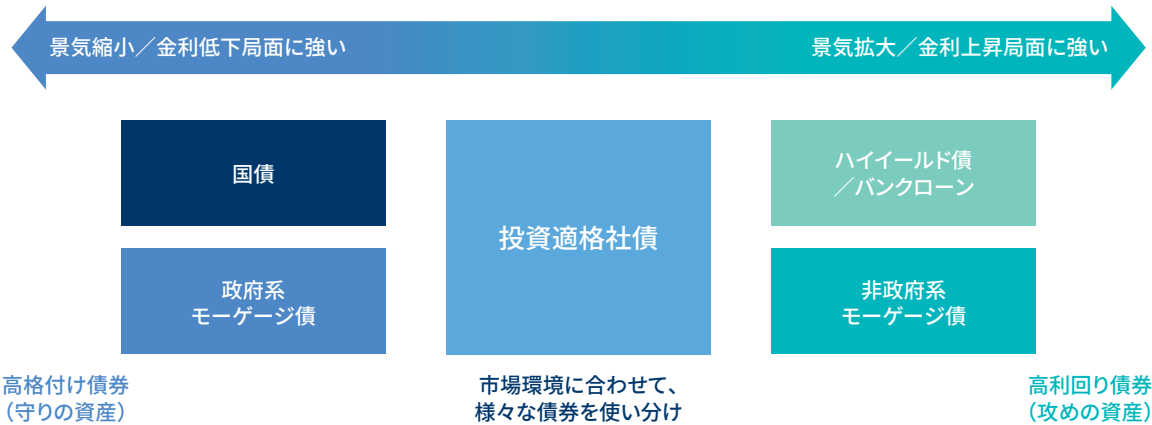 景気縮小／金利低下局面に強い
景気拡大／金利上昇局面に強い
国債
投資適格社債
ハイイールド債
／バンクローン
政府系
モーゲージ債
非政府系
モーゲージ債
高格付け債券
（守りの資産）
市場環境に合わせて、
様々な債券を使い分け
高利回り債券
（攻めの資産）